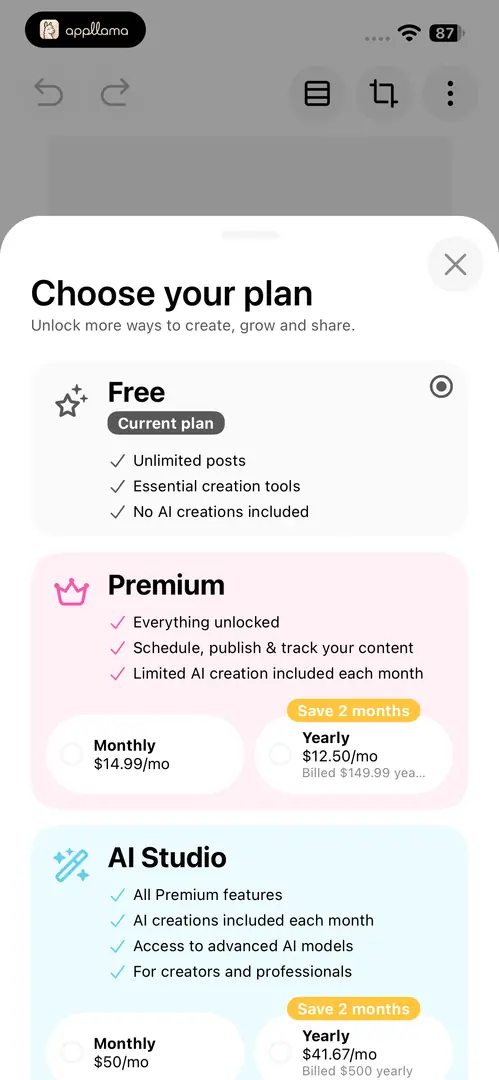 appllama
87
Choose your plan
Unlock more ways to create, grow and share.
Free
Current plan
Unlimited posts
Essential creation tools
No AI creations included
Premium
Everything unlocked
Schedule, publish & track your content
Limited AI creation included each month
Save 2 months
Monthly
$14.99/mo
Yearly
$12.50/mo
Billed $149.99 yea...
AI Studio
All Premium features
AI creations included each month
Access to advanced AI models
For creators and professionals
Save 2 months
Monthly
$50/mo
Yearly
$41.67/mo
Billed $500 yearly